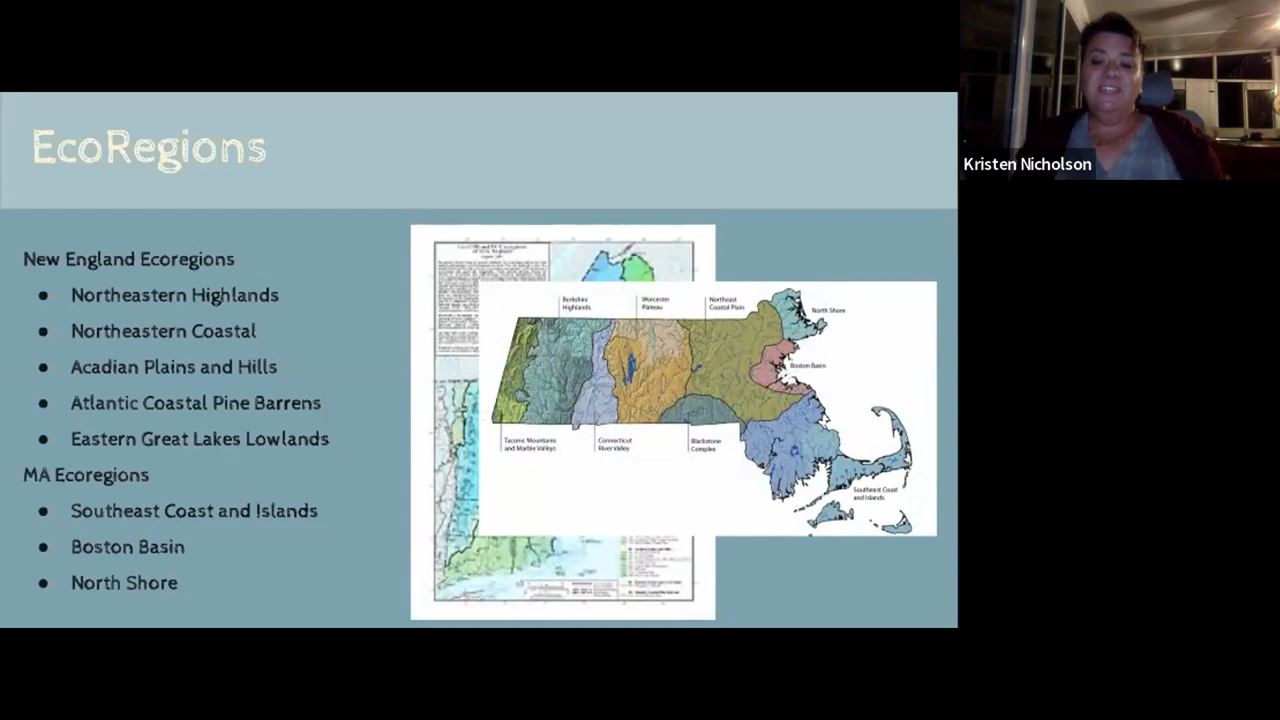 EcoRegions
Kristen Nicholson
New England Ecoregions
● Northeastern Highlands
● Northeastern Coastal
● Acadian Plains and Hills
● Atlantic Coastal Pine Barrens
● Eastern Great Lakes Lowlands
MA Ecoregions
● Southeast Coast and Islands
● Boston Basin
● North Shore
Berkshire
Highlands
Worcester
Plateau
Northeast
Coastal Plain
North Shore
Boston Basin
Taconic Mountains
and Marble Valleys
Connecticut
River Valley
Blackstone
Complex
Southeast Coast
and Islands